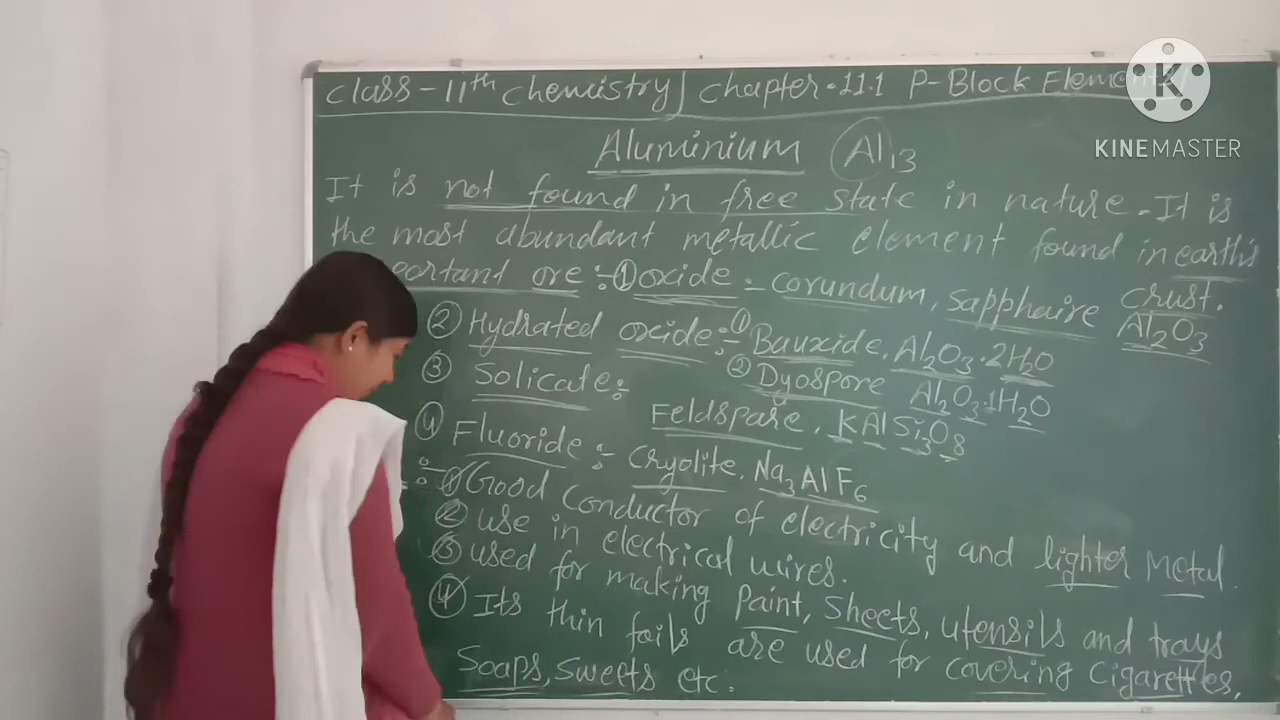 Class - 11th Chemistry] Chapter-11.1 P-Block Element
KINEMASTER
Aluminium Al13
It is not found in free state in nature. It is
the most abundant metallic element found in earth's
crust.
ortant ore :- ① oxide :- corundum, sapphaire Al2O3
② Hydrated oxide :- ① Bauxide, Al2O3.2H2O
② Dyospore Al2O3.1H2O
③ Solicate :-
Feldspare, KAlSi3O8
④ Fluoride :- Cryolite, Na3AlF6
:- ① Good Conductor of electricity and lighter metal.
② use in electrical wires.
③ used for making paint, sheets, utensils and trays
④ Its thin foils are used for covering cigarettes,
Soaps, Sweets etc.